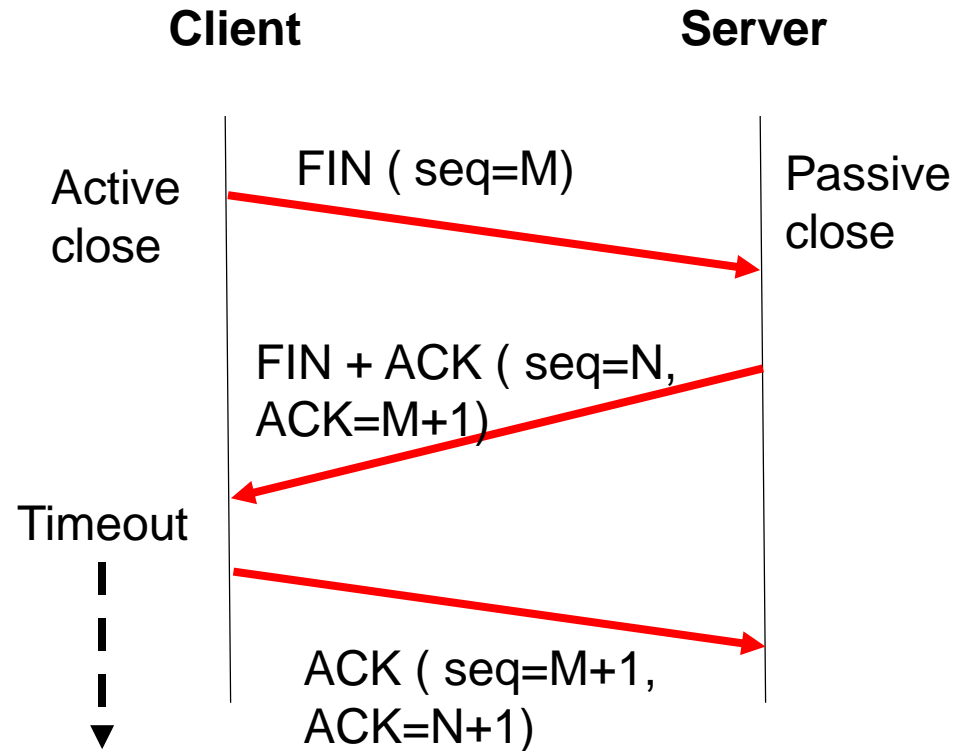 Client
Server
Active
close
FIN ( seq=M)
Passive
close
FIN + ACK ( seq=N,
ACK=M+1)
Timeout
ACK ( seq=M+1,
ACK=N+1)